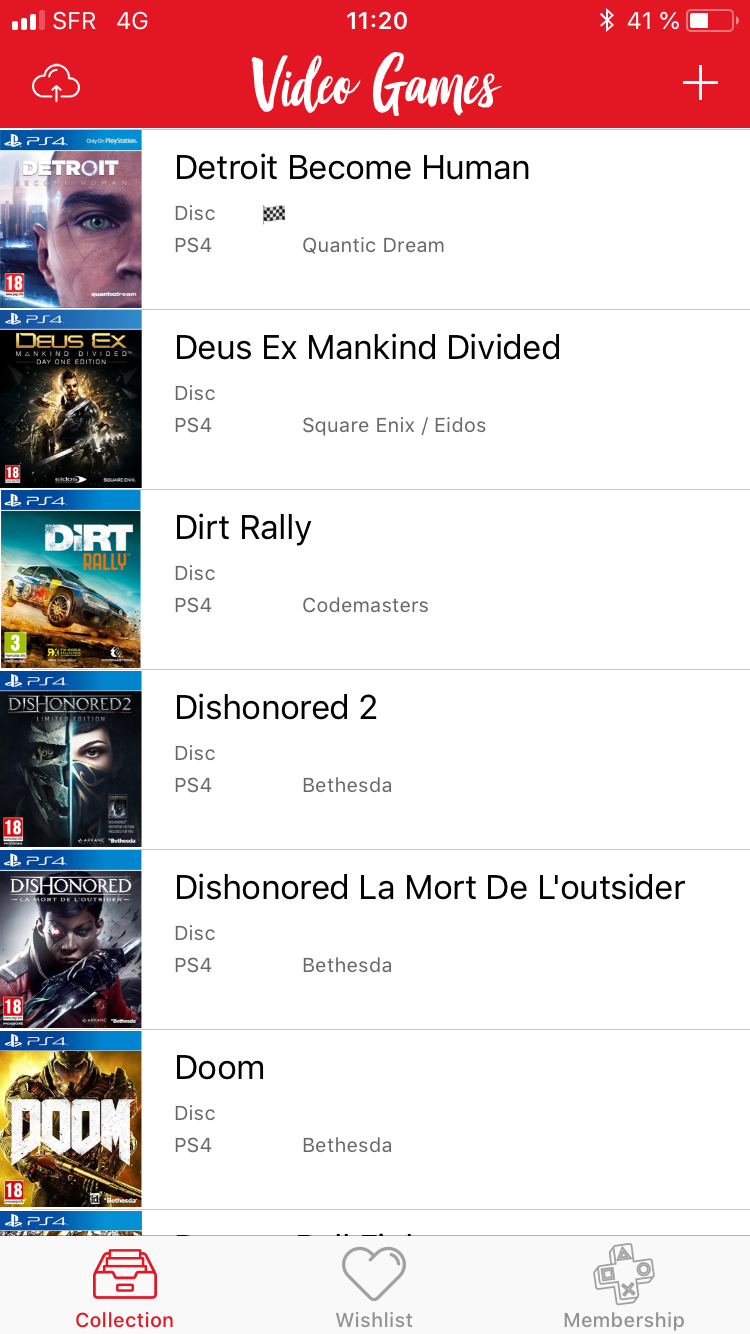 SFR 4G 11:20 41 %
Video Games
PS4 Only On PlayStation.
DETROIT
BECOME HUMAN
18
quanticdream
Detroit Become Human
Disc
PS4 Quantic Dream
PS4
DEUS EX
MANKIND DIVIDED™
DAY ONE EDITION
18
eidos SQUARE ENIX.
Deus Ex Mankind Divided
Disc
PS4 Square Enix / Eidos
PS4
DiRT
RALLY
3
CODEMASTERS
Dirt Rally
Disc
PS4 Codemasters
PS4
DISHONORED2
LIMITED EDITION
18
ARKANE Bethesda
Dishonored 2
Disc
PS4 Bethesda
PS4
DISHONORED
LA MORT DE L'OUTSIDER
18
ARKANE Bethesda
Dishonored La Mort De L'outsider
Disc
PS4 Bethesda
PS4
DOOM
18
id Bethesda
Doom
Disc
PS4 Bethesda
PS4
Collection Wishlist Membership